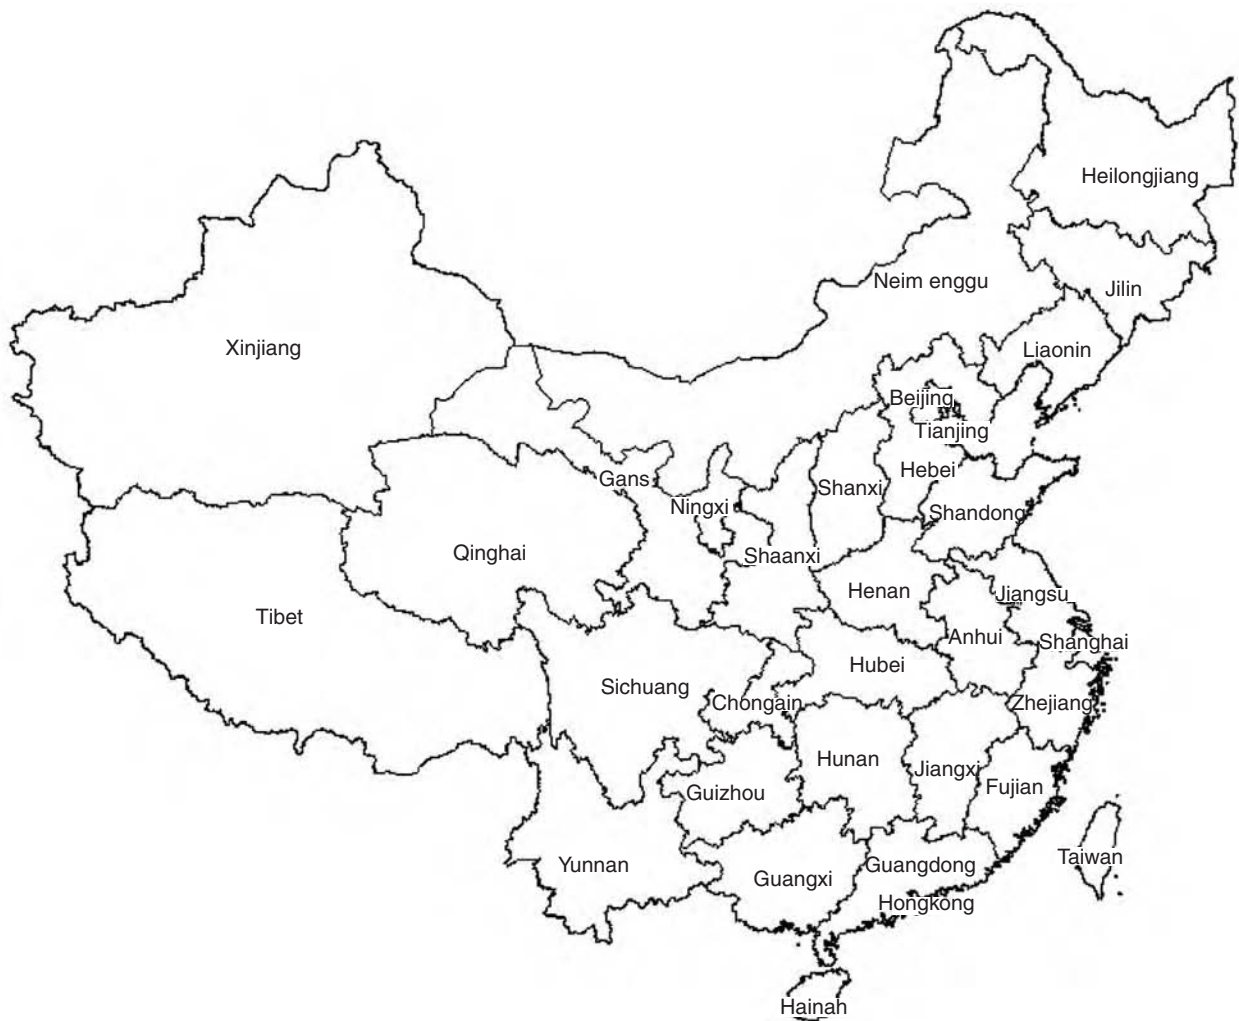 Heilongjiang
Neim enggu
Jilin
Xinjiang
Liaonin
Beijing
Tianjing
Hebei
Gans
Shanxi
Ningxi
Shandong
Qinghai
Shaanxi
Henan
Jiangsu
Tibet
Anhui
Shanghai
Hubei
Sichuang
Chongain
Zhejiang
Hunan
Jiangxi
Fujian
Guizhou
Taiwan
Yunnan
Guangdong
Guangxi
Hongkong
Hainah